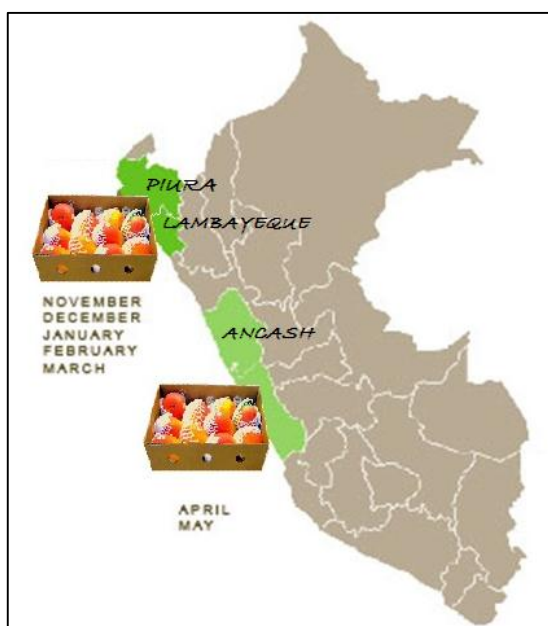 PIURA
LAMBAYEQUE
NOVEMBER
DECEMBER
JANUARY
FEBRUARY
MARCH
ANCASH
APRIL
MAY